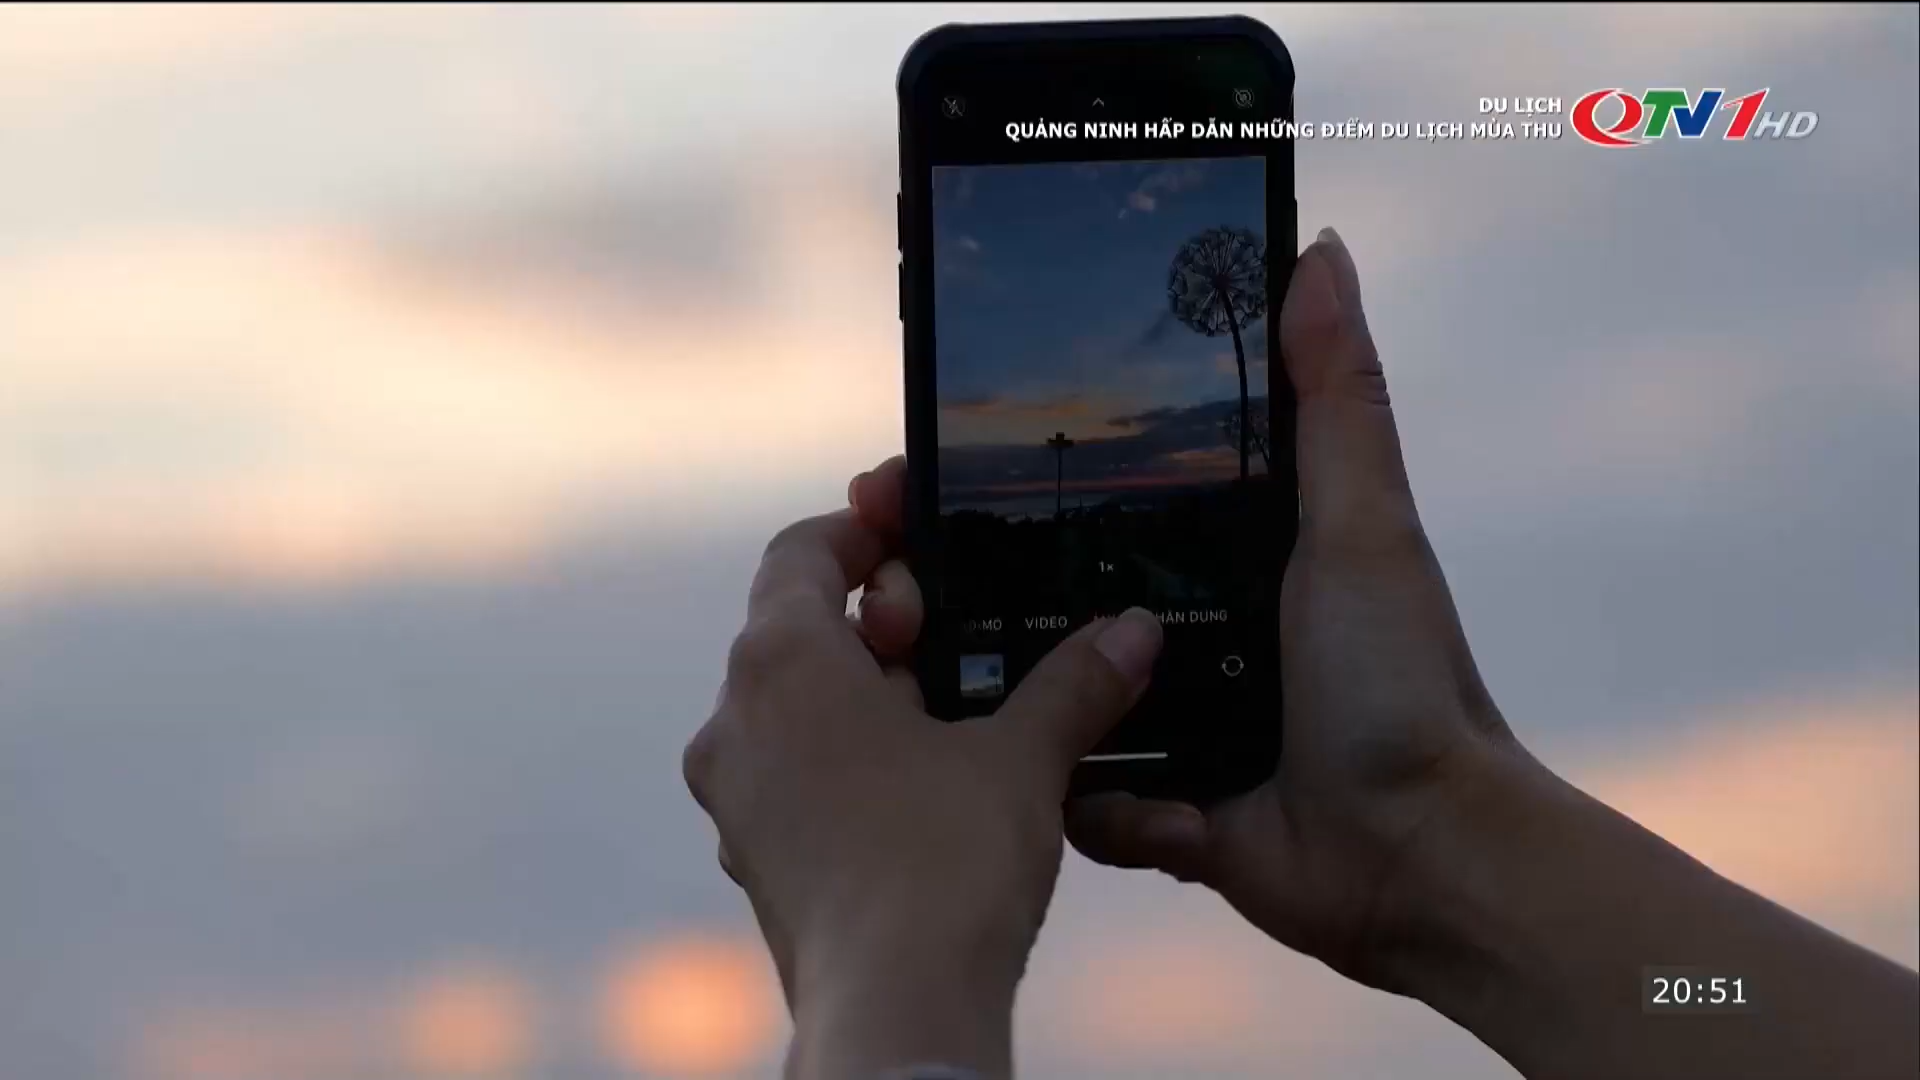 DU LỊCH
QUẢNG NINH HẤP DẪN NHỮNG ĐIỂM DU LỊCH MÙA THU
QTV1HD
1×
VIDEO
20:51